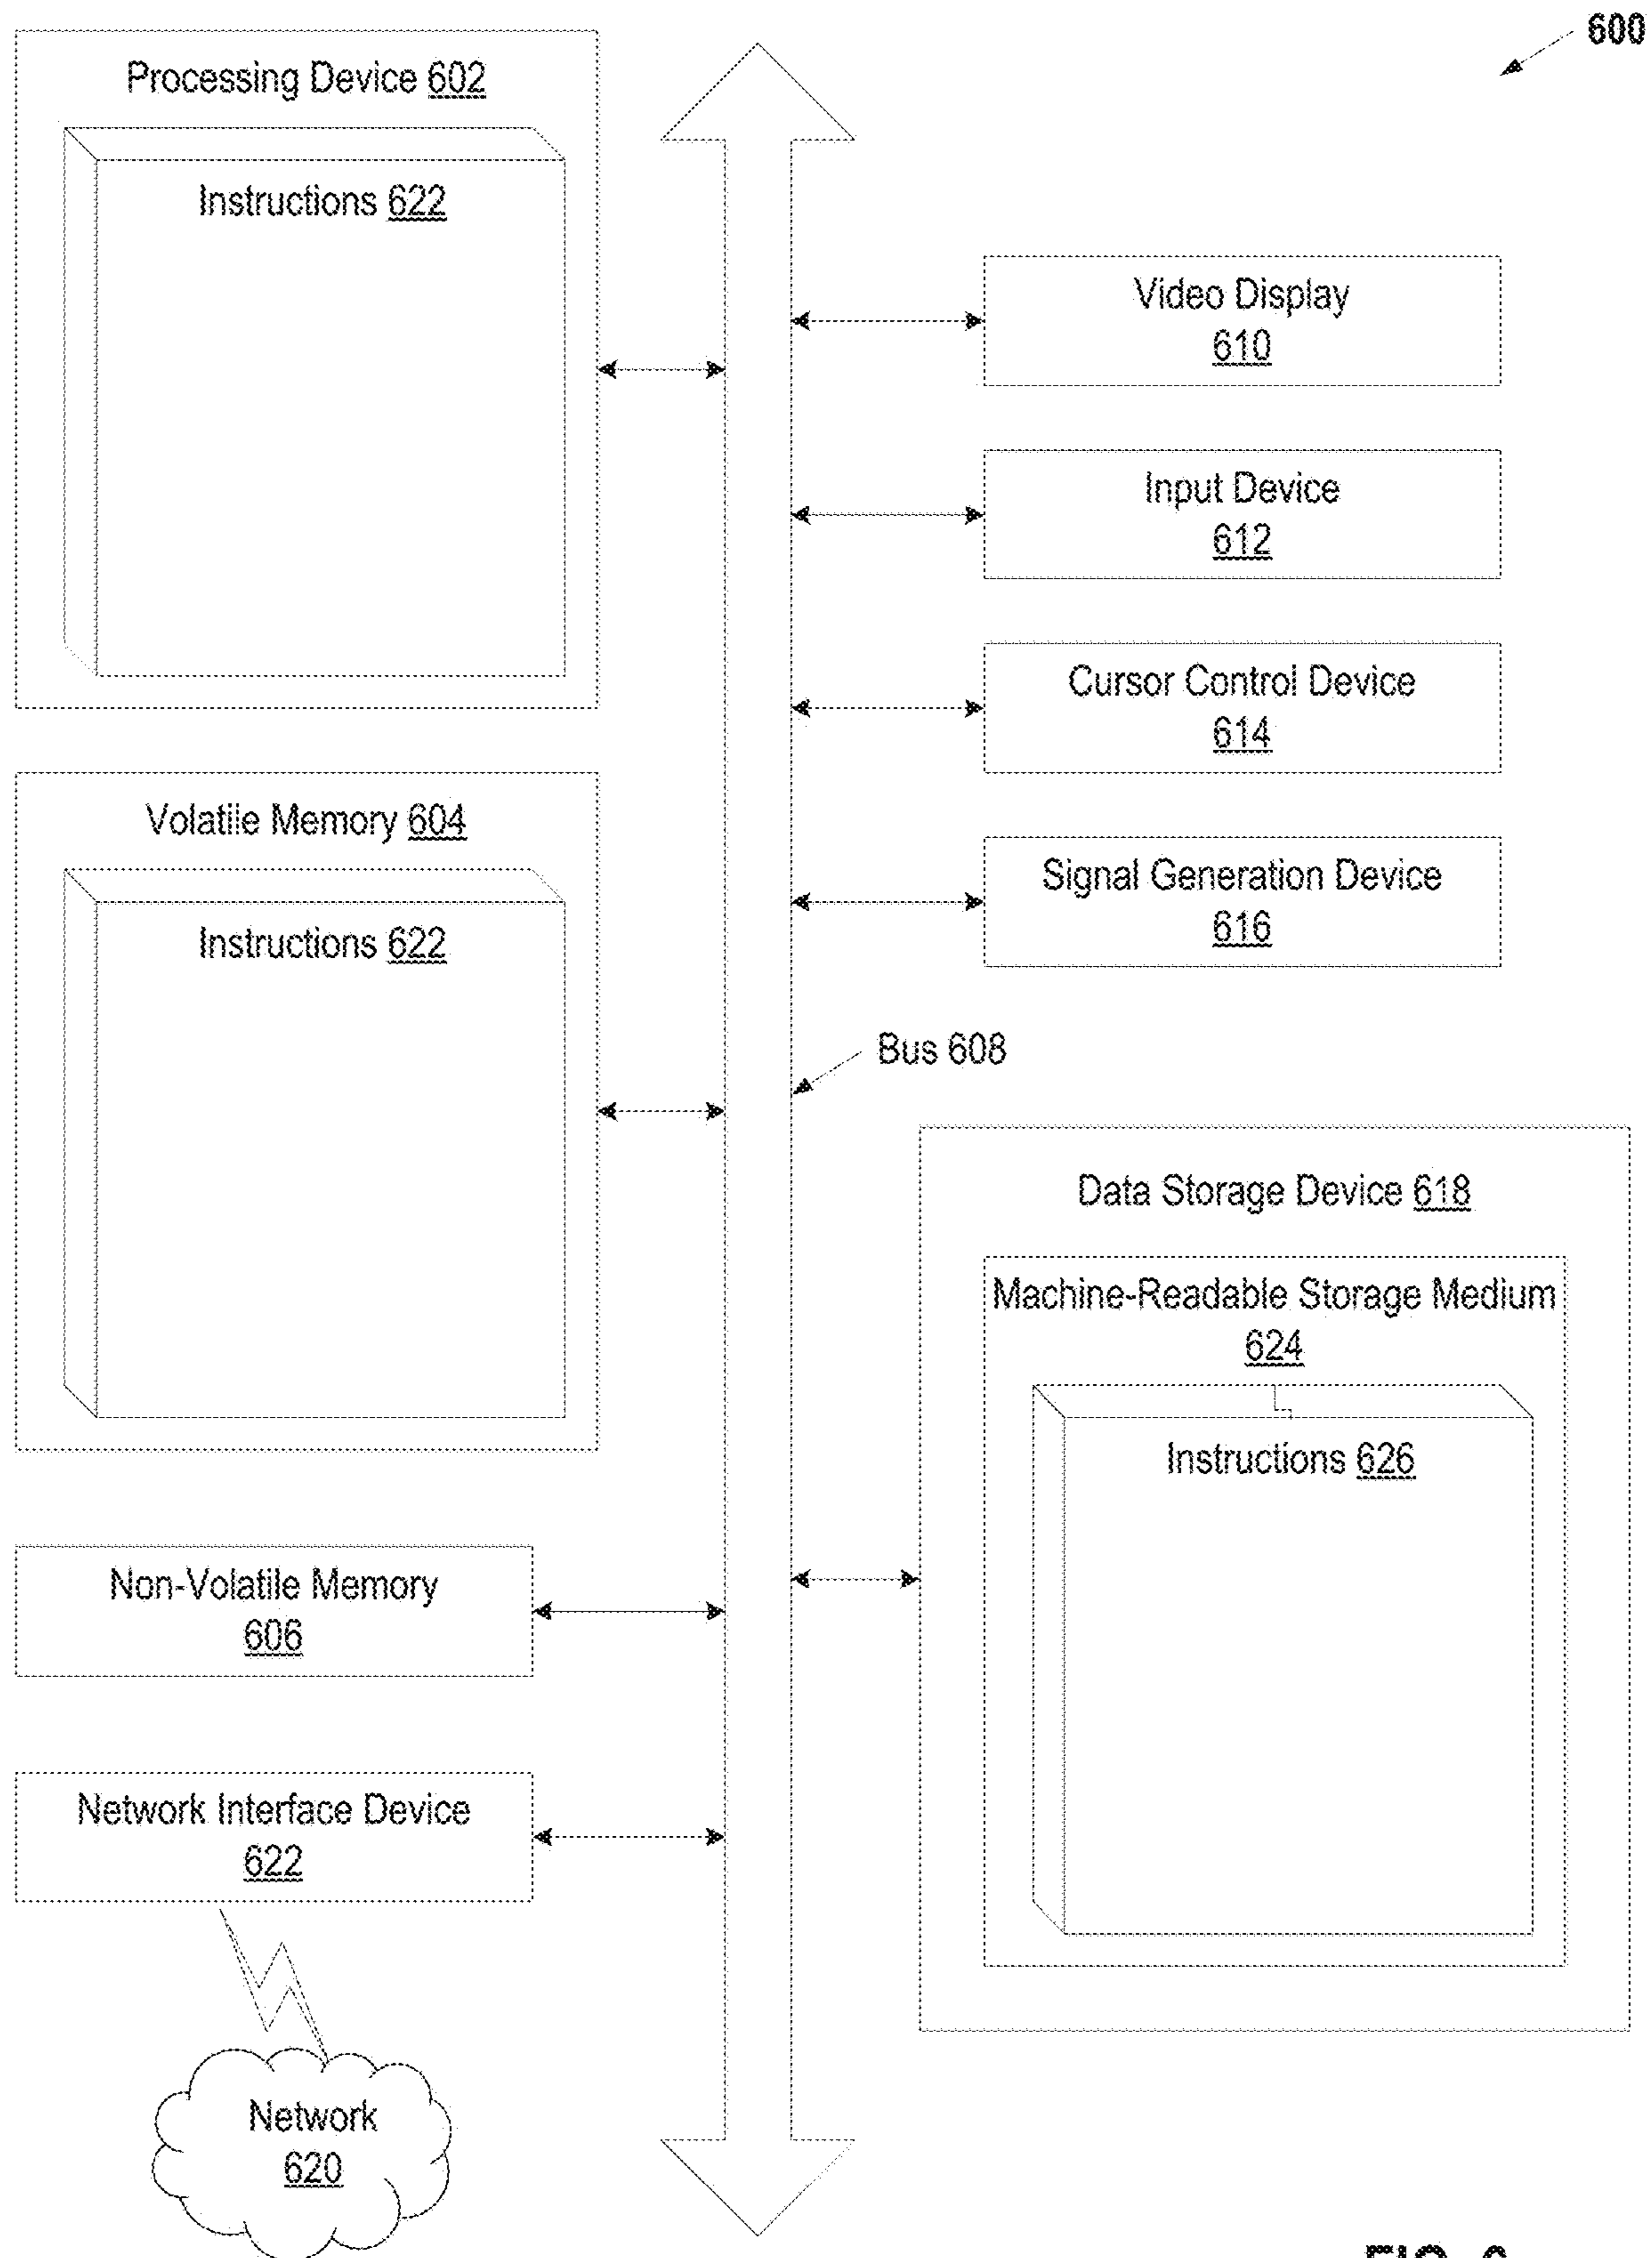 600
Processing Device 602
Instructions 622
Video Display
610
Input Device
612
Cursor Control Device
614
Volatile Memory 604
Instructions 622
Signal Generation Device
616
Bus 608
Data Storage Device 618
Machine-Readable Storage Medium
624
Instructions 626
Non-Volatile Memory
606
Network Interface Device
622
Network
620
FIG. 6